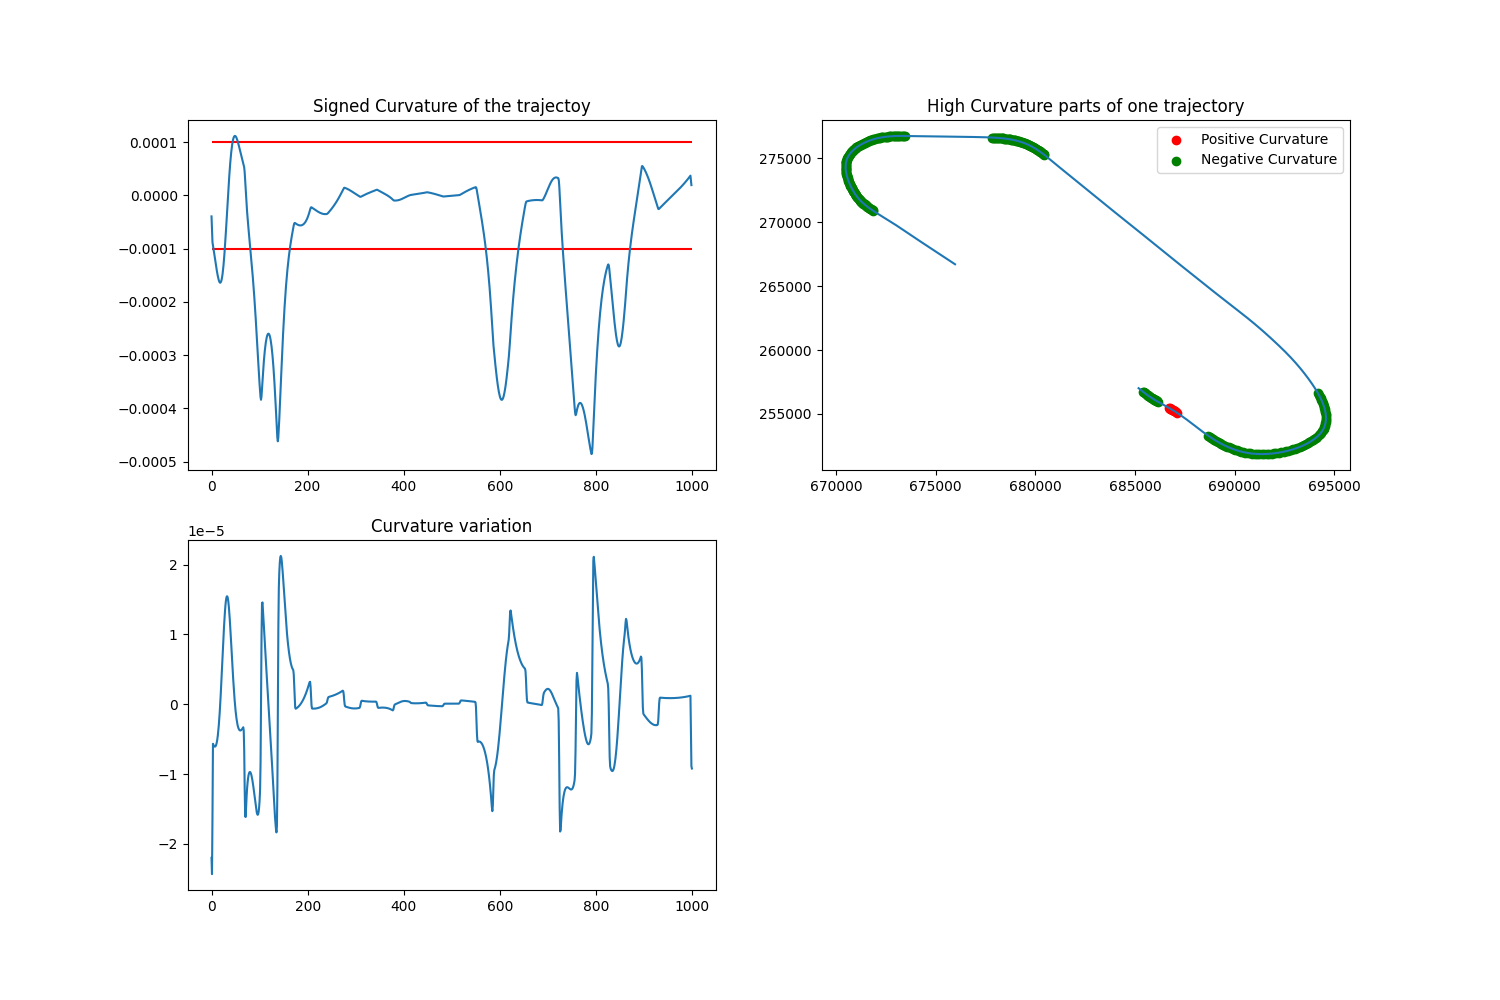 Signed Curvature of the trajectoy
0.0001
0.0000
−0.0001
−0.0002
−0.0003
−0.0004
−0.0005
0 200 400 600 800 1000
High Curvature parts of one trajectory
Positive Curvature
Negative Curvature
275000
270000
265000
260000
255000
670000 675000 680000 685000 690000 695000
Curvature variation
1e−5
2
1
0
−1
−2
0 200 400 600 800 1000